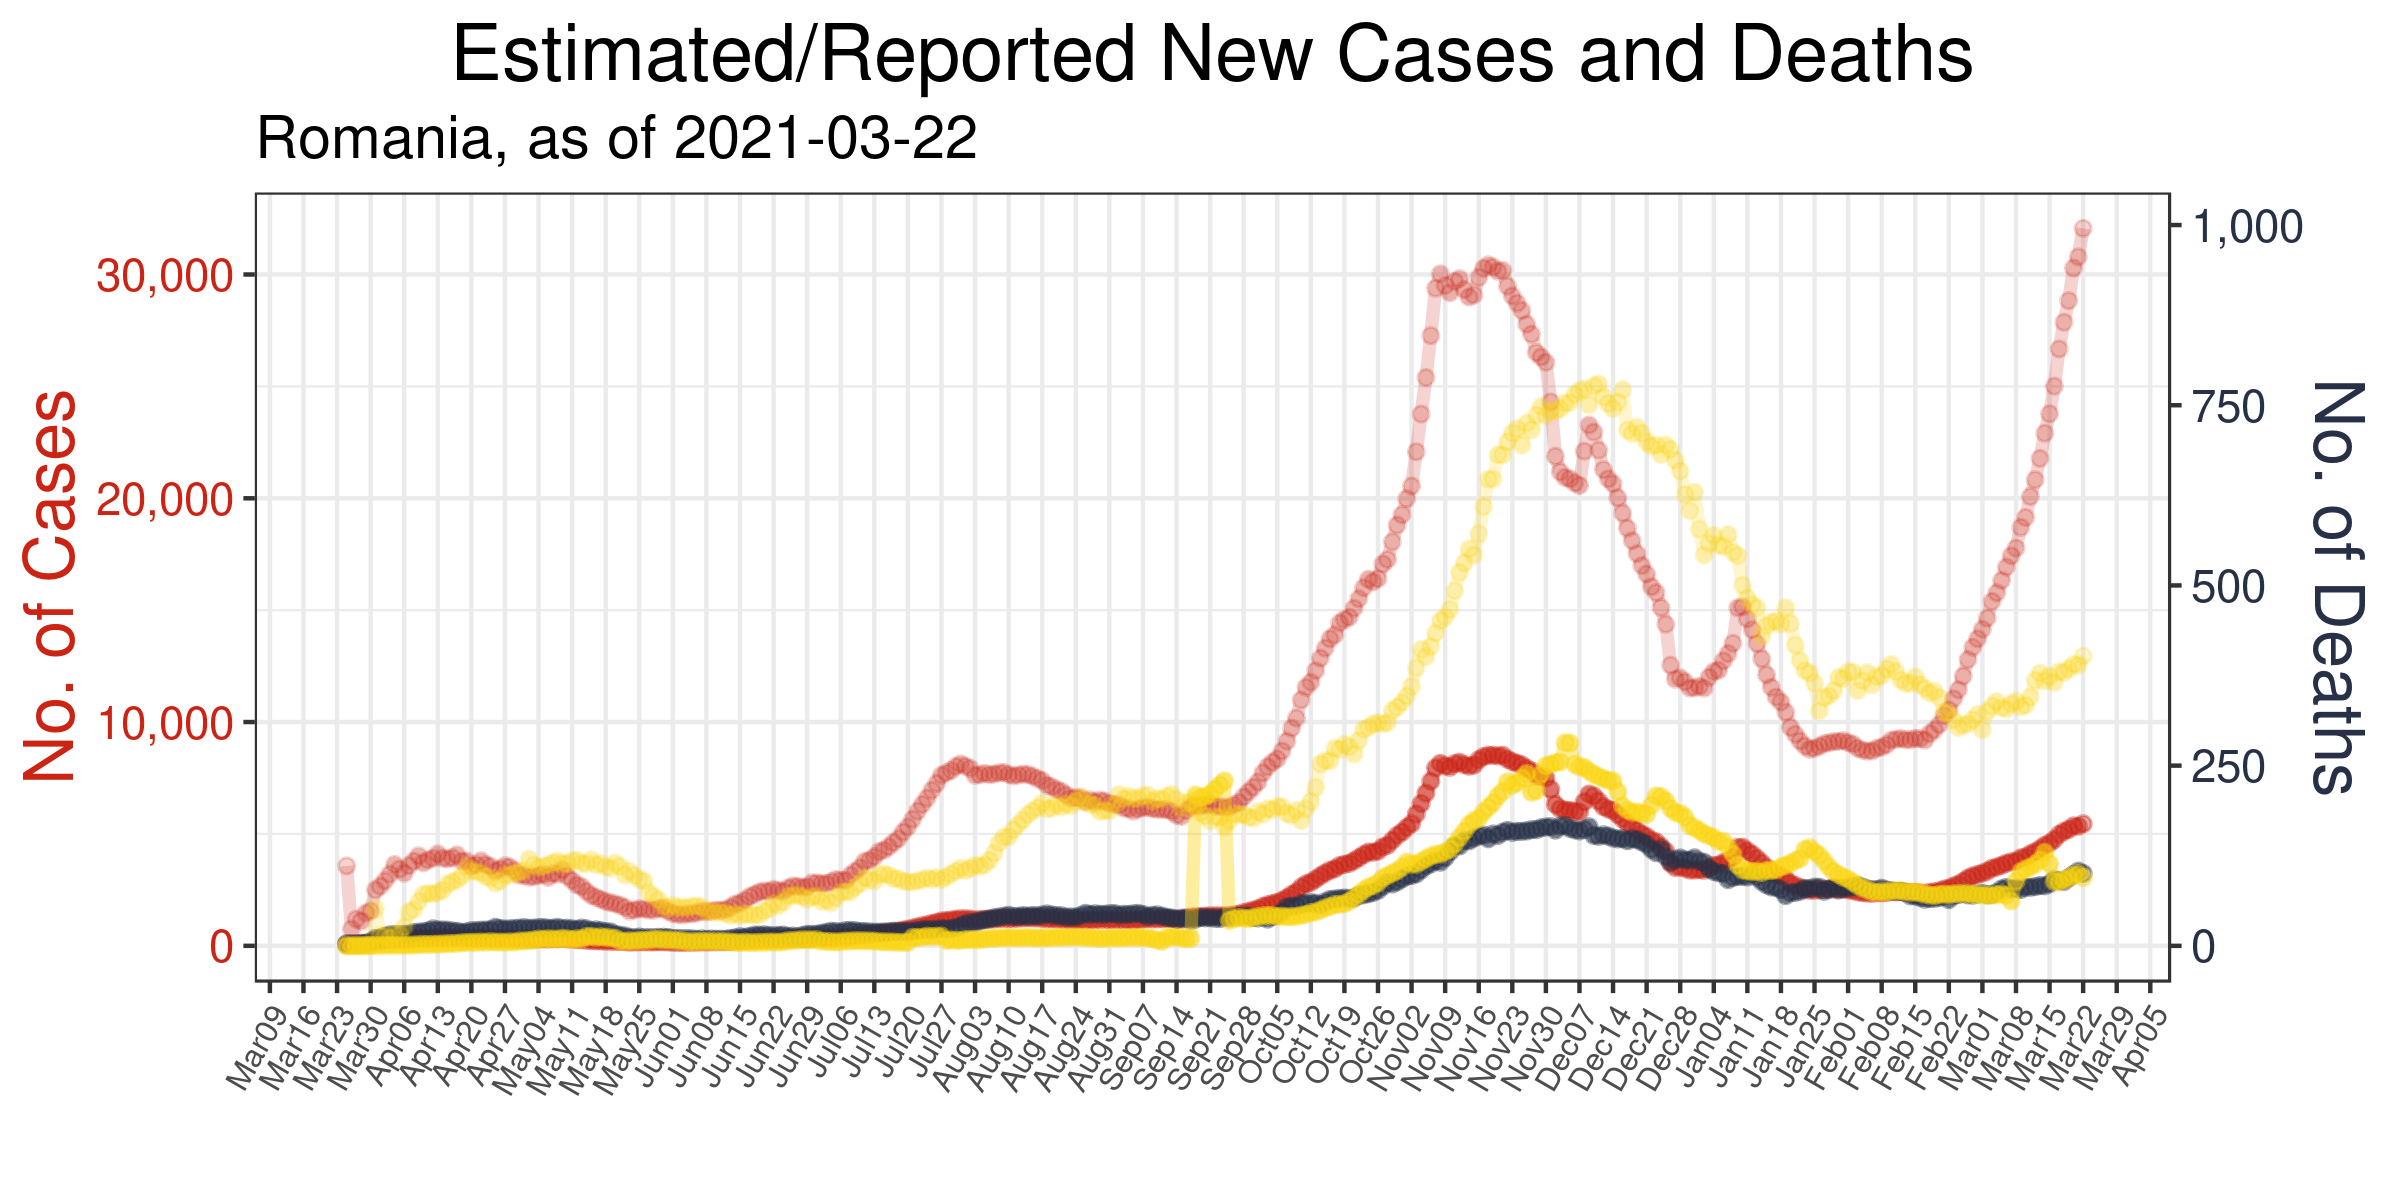 Estimated/Reported New Cases and Deaths
Romania, as of 2021-03-22
No. of Cases
30,000
20,000
10,000
0
1,000
750
500
250
0
No. of Deaths
Mar09
Mar16
Mar23
Mar30
Apr06
Apr13
Apr20
Apr27
May04
May11
May18
May25
Jun01
Jun08
Jun15
Jun22
Jun29
Jul06
Jul13
Jul20
Jul27
Aug03
Aug10
Aug17
Aug24
Aug31
Sep07
Sep14
Sep21
Sep28
Oct05
Oct12
Oct19
Oct26
Nov02
Nov09
Nov16
Nov23
Nov30
Dec07
Dec14
Dec21
Dec28
Jan04
Jan11
Jan18
Jan25
Feb01
Feb08
Feb15
Feb22
Mar01
Mar08
Mar15
Mar22
Mar29
Apr05